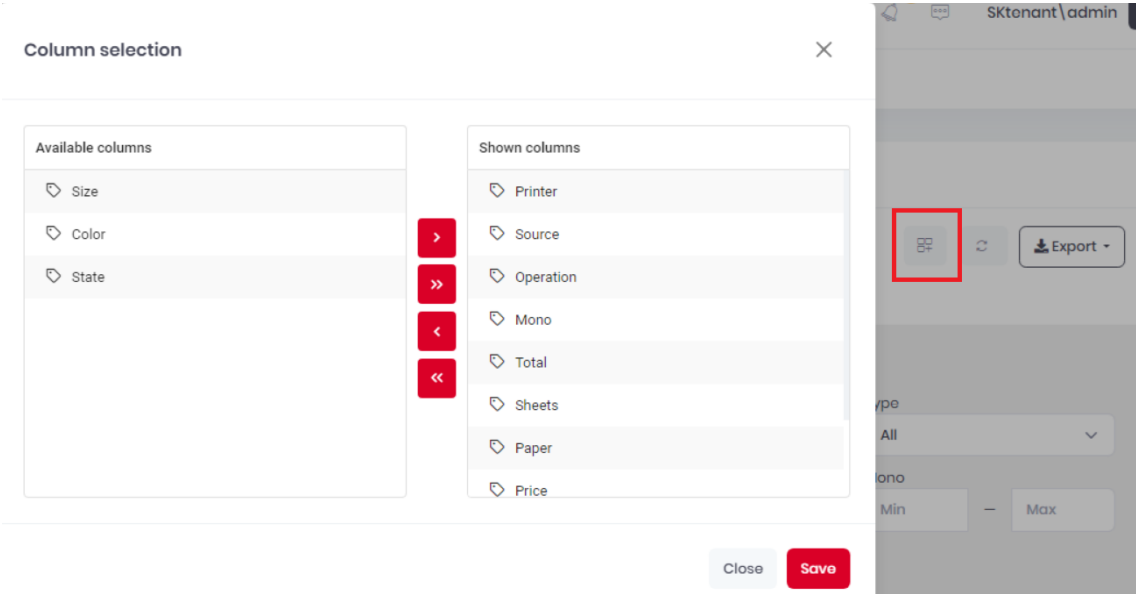 SKtenant\admin
Column selection
Available columns
Size
Color
State
Shown columns
Printer
Source
Operation
Mono
Total
Sheets
Paper
Price
Close
Save
Export
ype
All
ono
Min
—
Max